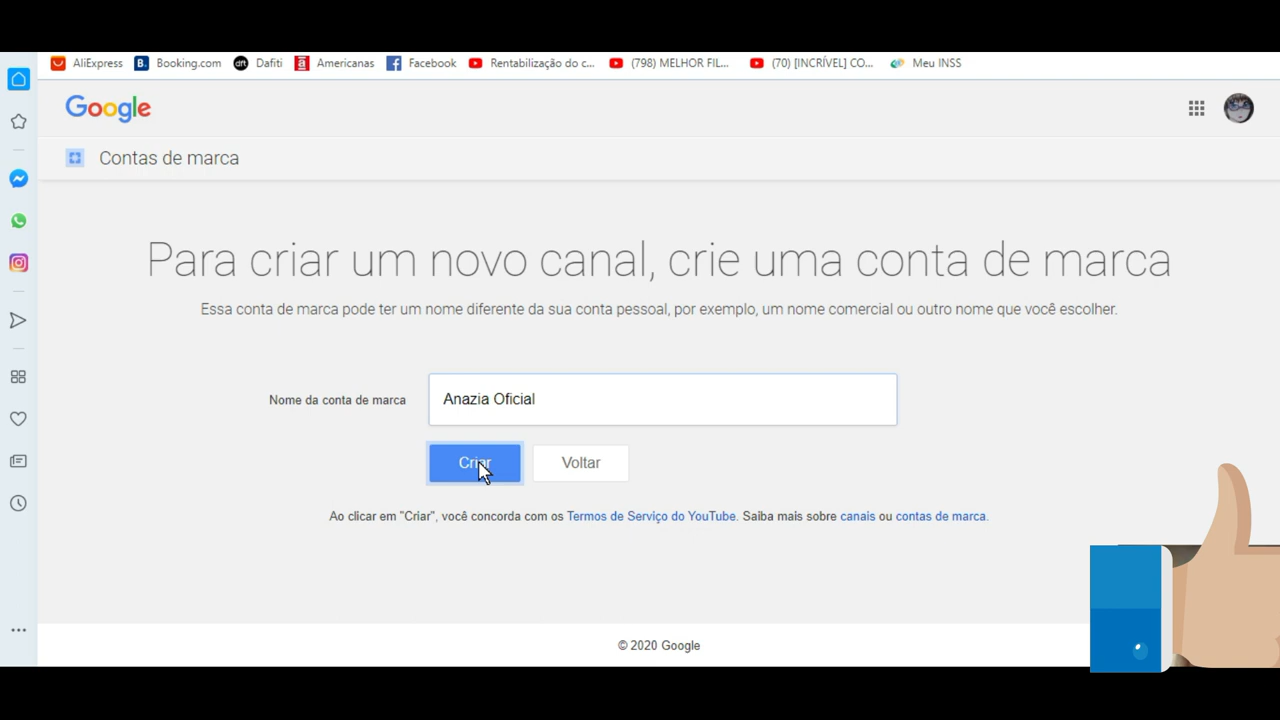 AliExpress B. Booking.com dft Dafiti a Americanas f Facebook Rentabilização do c... (798) MELHOR FIL... (70) [INCRÍVEL] CO... Meu INSS
Google
Contas de marca
Para criar um novo canal, crie uma conta de marca
Essa conta de marca pode ter um nome diferente da sua conta pessoal, por exemplo, um nome comercial ou outro nome que você escolher.
Nome da conta de marca Anazia Oficial
Criar Voltar
Ao clicar em "Criar", você concorda com os Termos de Serviço do YouTube. Saiba mais sobre canais ou contas de marca.
© 2020 Google